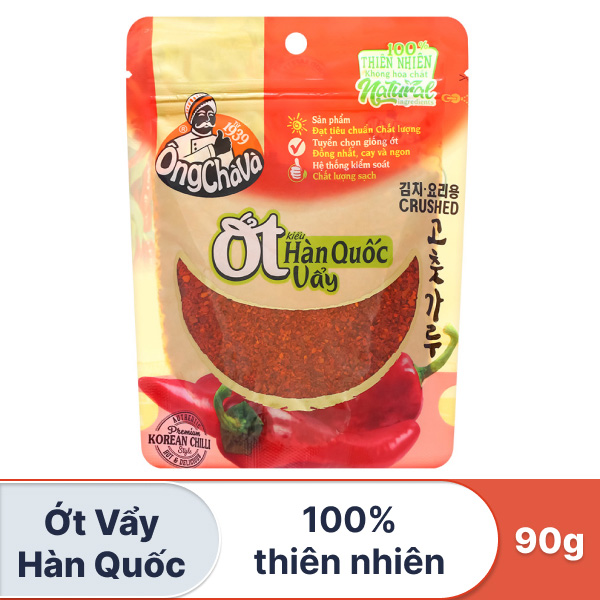 100%
THIÊN NHIÊN
Không hóa chất
Natural
ingredients
Sản phẩm
Đạt tiêu chuẩn Chất lượng
Tuyển chọn giống ớt
Đồng nhất, cay và ngon
Hệ thống kiểm soát
Chất lượng sạch
1939
ÔngChàVà
김치·요리용
CRUSHED
고춧가루
Ớt
kiểu
Hàn Quốc
Vẩy
AUTHENTIC
Premium
KOREAN CHILLI
Style
HOT & DELICIOUS
Ớt Vẩy
Hàn Quốc
100%
thiên nhiên
90g